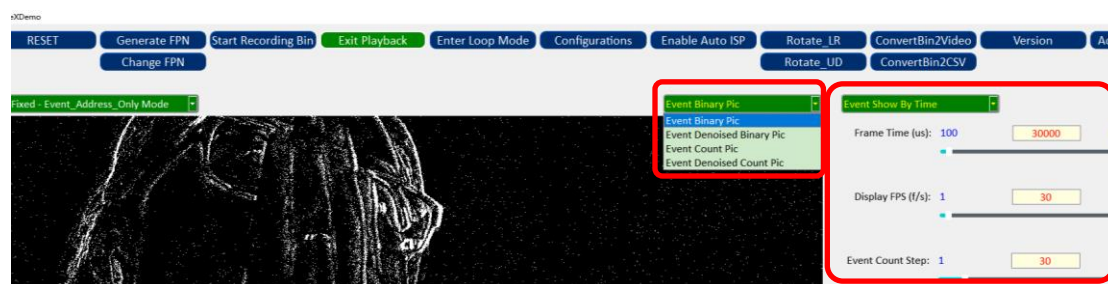 eXDemo
RESET Generate FPN Start Recording Bin Exit Playback Enter Loop Mode Configurations Enable Auto ISP Rotate_LR ConvertBin2Video Version
Change FPN Rotate_UD ConvertBin2CSV
Fixed - Event_Address_Only Mode Event Binary Pic Event Show By Time
Event Binary Pic
Event Denoised Binary Pic
Event Count Pic
Event Denoised Count Pic
Frame Time (us): 100 30000
Display FPS (f/s): 1 30
Event Count Step: 1 30